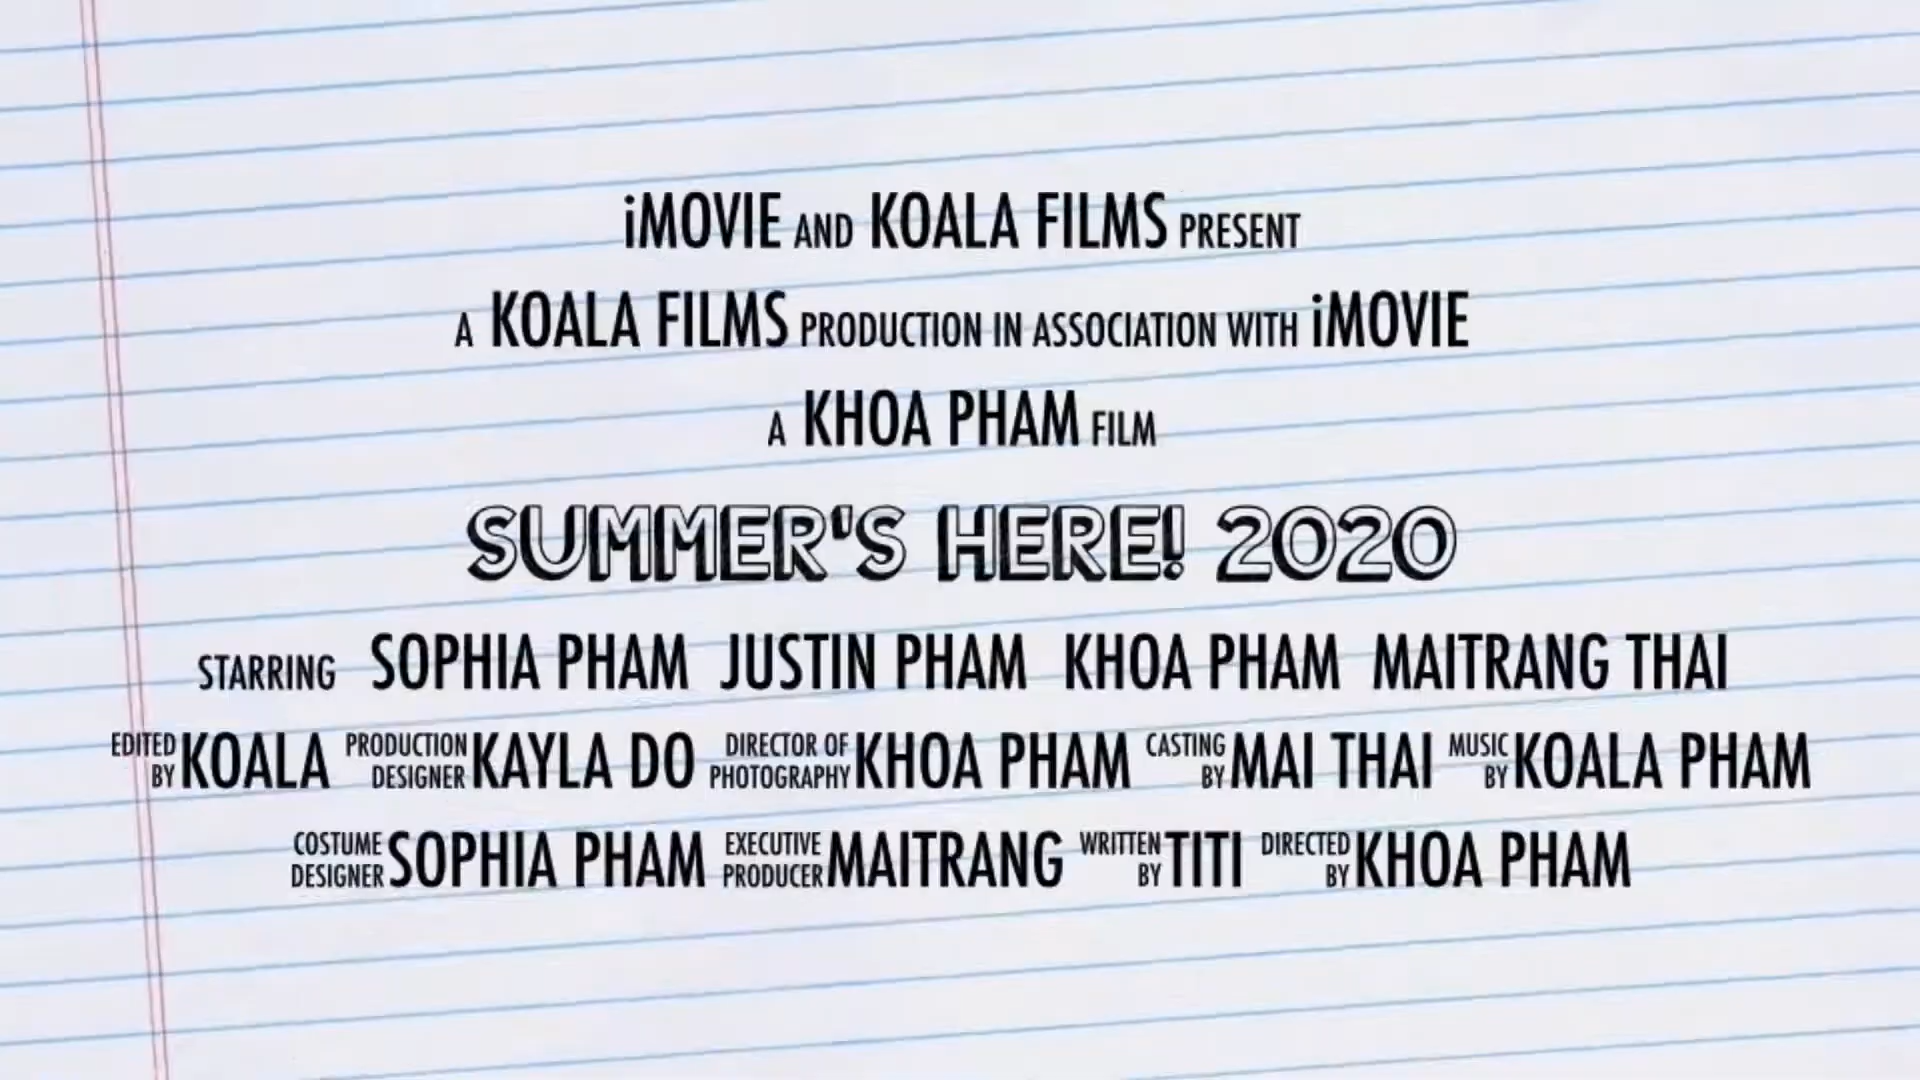 iMOVIE AND KOALA FILMS PRESENT
A KOALA FILMS PRODUCTION IN ASSOCIATION WITH iMOVIE
A KHOA PHAM FILM
SUMMER'S HERE! 2020
STARRING SOPHIA PHAM JUSTIN PHAM KHOA PHAM MAITRANG THAI
EDITED BY KOALA PRODUCTION DESIGNER KAYLA DO DIRECTOR OF PHOTOGRAPHY KHOA PHAM CASTING BY MAI THAI MUSIC BY KOALA PHAM
COSTUME DESIGNER SOPHIA PHAM EXECUTIVE PRODUCER MAITRANG WRITTEN BY TITI DIRECTED BY KHOA PHAM